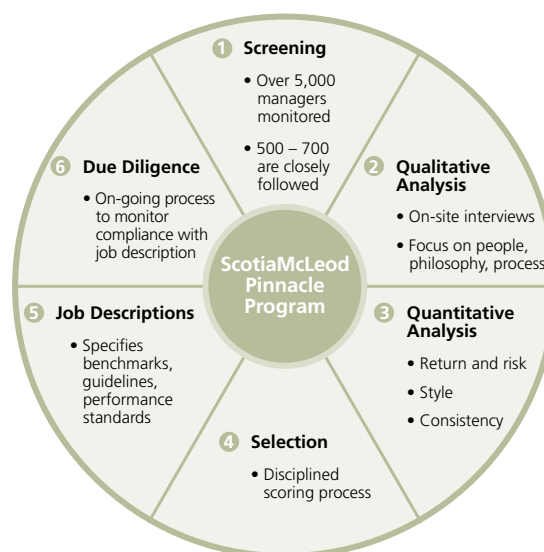 1 Screening
• Over 5,000
managers
monitored
• 500 – 700
are closely
followed
2 Qualitative
Analysis
• On-site interviews
• Focus on people,
philosophy, process
3 Quantitative
Analysis
• Return and risk
• Style
• Consistency
4 Selection
• Disciplined
scoring process
5 Job Descriptions
• Specifies
benchmarks,
guidelines,
performance
standards
6 Due Diligence
• On-going process
to monitor
compliance with
job description
ScotiaMcLeod
Pinnacle
Program